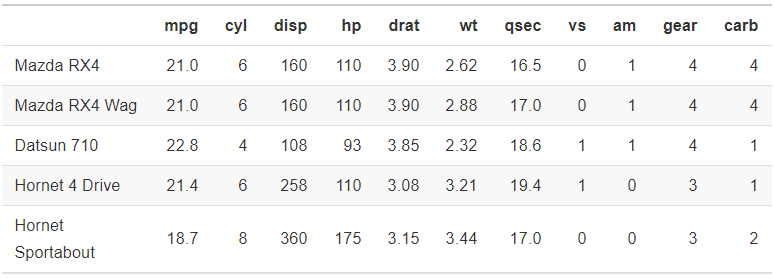 mpg cyl disp hp drat wt qsec vs am gear carb
Mazda RX4 21.0 6 160 110 3.90 2.62 16.5 0 1 4 4
Mazda RX4 Wag 21.0 6 160 110 3.90 2.88 17.0 0 1 4 4
Datsun 710 22.8 4 108 93 3.85 2.32 18.6 1 1 4 1
Hornet 4 Drive 21.4 6 258 110 3.08 3.21 19.4 1 0 3 1
Hornet
Sportabout 18.7 8 360 175 3.15 3.44 17.0 0 0 3 2